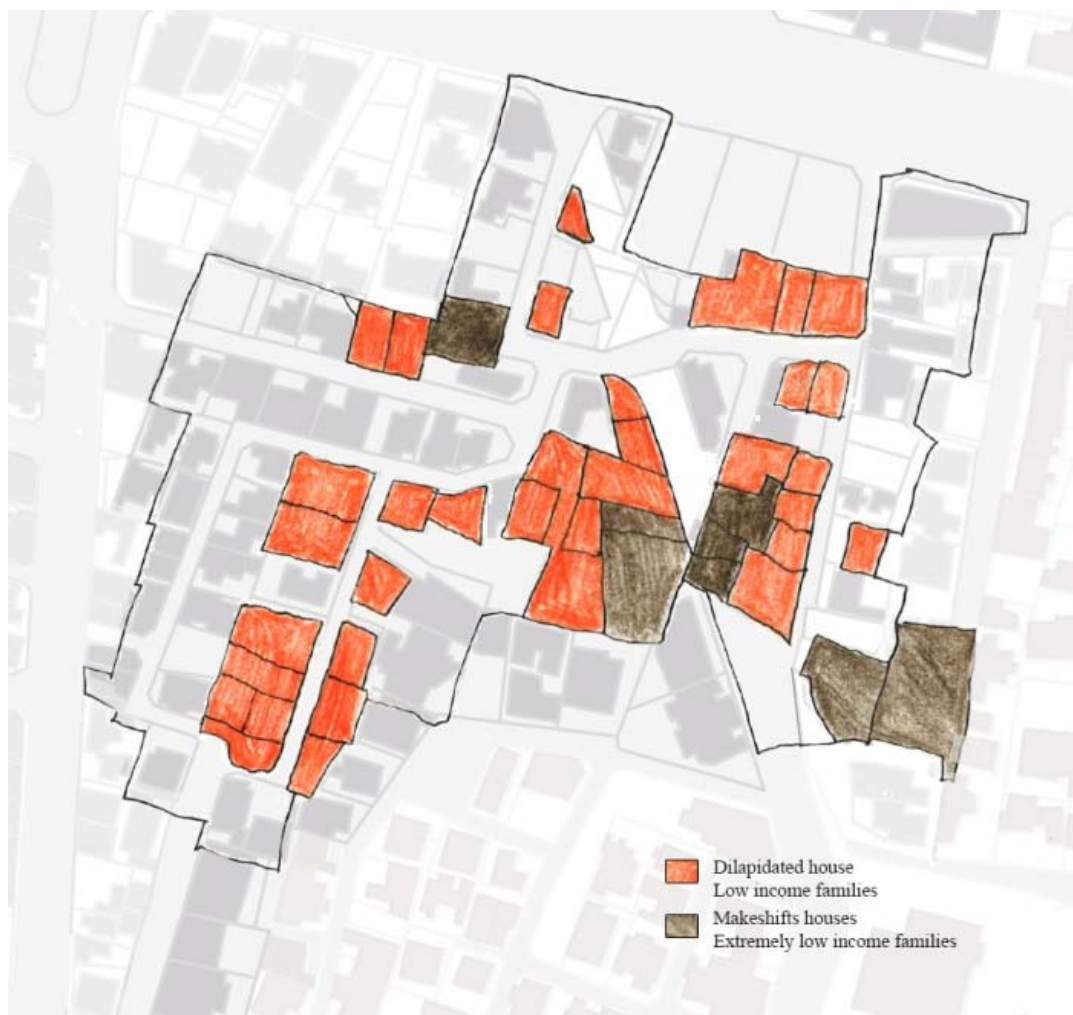 Dilapidated house
Low income families
Makeshifts houses
Extremely low income families